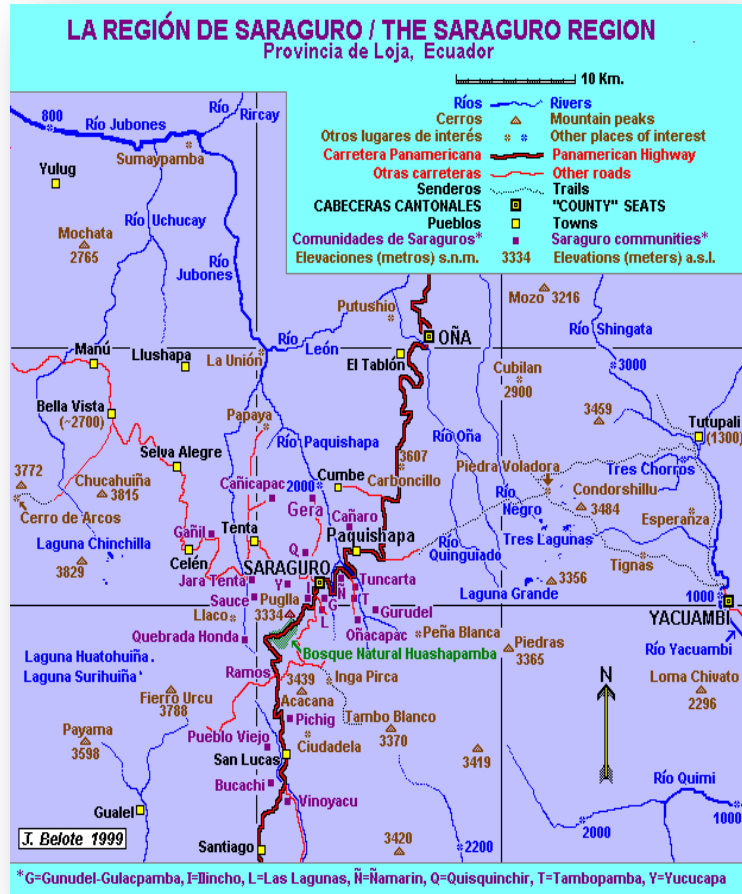 LA REGIÓN DE SARAGURO / THE SARAGURO REGION
Provincia de Loja, Ecuador
10 Km.
Ríos Rivers
Cerros Mountain peaks
Otros lugares de interés Other places of interest
Carretera Panamericana Panamerican Highway
Otras carreteras Other roads
Senderos Trails
CABECERAS CANTONALES "COUNTY" SEATS
Pueblos Towns
Comunidades de Saraguros* Saraguro communities*
Elevaciones (metros) s.n.m. 3334 Elevations (meters) a.s.l.
800
Río Jubones
Río
Rircay
Sumaypamba
Yulug
Río
Uchucay
Mochata
2765
Río
Jubones
Putushio
Mozo 3216
Río Shingata
Río
León
OÑA
Manú
Llushapa
La Unión
El Tablón
3000
Cubilan
2900
Bella Vista
(~2700)
Papaya
3459
Tutupali
(1300)
Selva Alegre
Río Paquishapa
Río Oña
3607
Carboncillo
Piedra Voladora
Tres Chorros
3772
Chucahuiña
3815
Cerro de Arcos
Cañicapac
2000
Cumbe
Gera
Río
Negro
Condorshillu
3484
Esperanza
Gañil
Tenta
Cañaro
Paquishapa
Tres Lagunas
Laguna Chinchilla
Celén
Q
Río
Quinguiado
Tignas
3829
SARAGURO
Jara Tenta
Y
Ñ
Tuncarta
3356
Laguna Grande
1000
Sauce
Puglla
3334
I
G
T
L
Gurudel
YACUAMBI
Llaco
Oñacapac
Peña Blanca
Quebrada Honda
Piedras
3365
Río Yacuambi
Bosque Natural Huashapamba
Laguna Huatohuiña
Laguna Surihuiña
Ramos
Inga Pirca
N
Loma Chivato
2296
Fierro Urcu
3788
3439
Acacana
Pichig
Tambo Blanco
3370
Payama
3598
Pueblo Viejo
Ciudadela
3419
San Lucas
Río Quimi
Bucachi
Vinoyacu
Gualel
2000
1000
J. Belote 1999
Santiago
3420
2200
*G=Gunudel-Gulacpamba, I=Ilincho, L=Las Lagunas, Ñ=Ñamarin, Q=Quisquinchir, T=Tambopamba, Y=Yucucapa